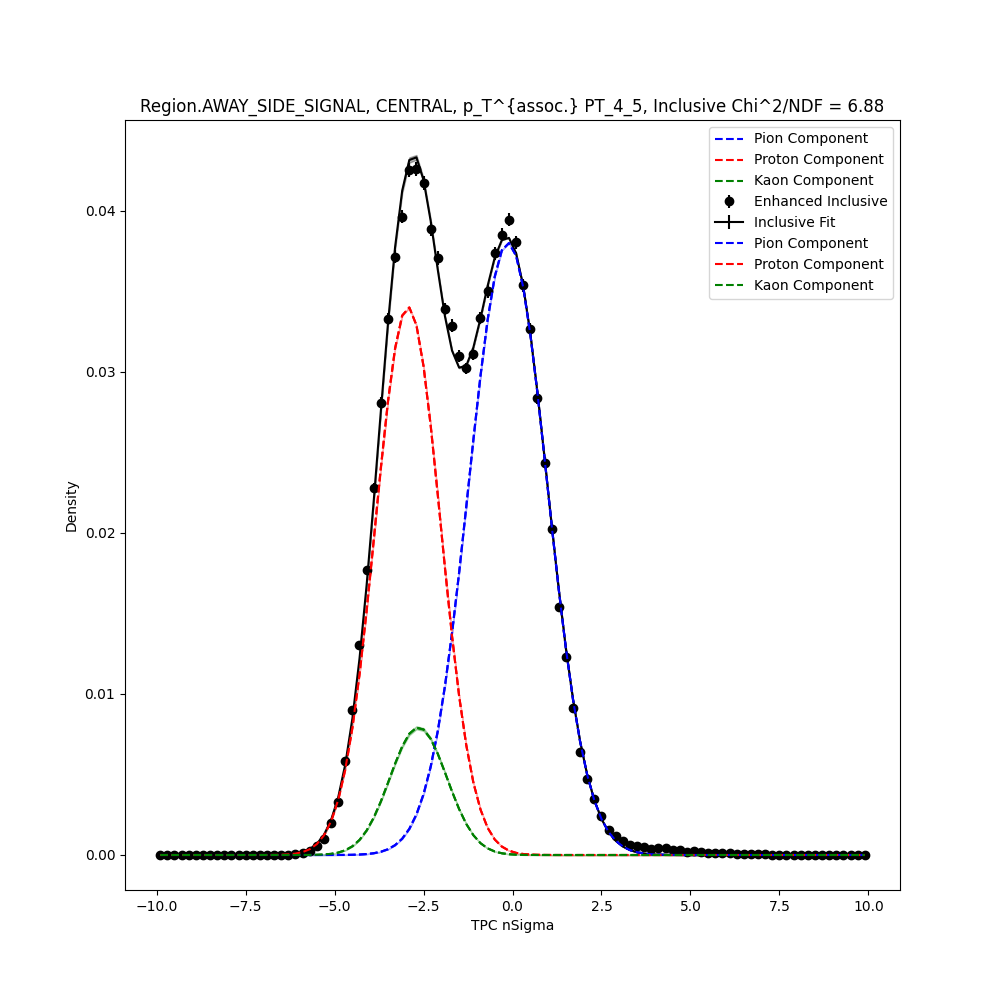 Region.AWAY_SIDE_SIGNAL, CENTRAL, p_T^{assoc.} PT_4_5, Inclusive Chi^2/NDF = 6.88
Pion Component
Proton Component
Kaon Component
Enhanced Inclusive
Inclusive Fit
Pion Component
Proton Component
Kaon Component
0.04
0.03
0.02
0.01
0.00
Density
−10.0 −7.5 −5.0 −2.5 0.0 2.5 5.0 7.5 10.0
TPC nSigma